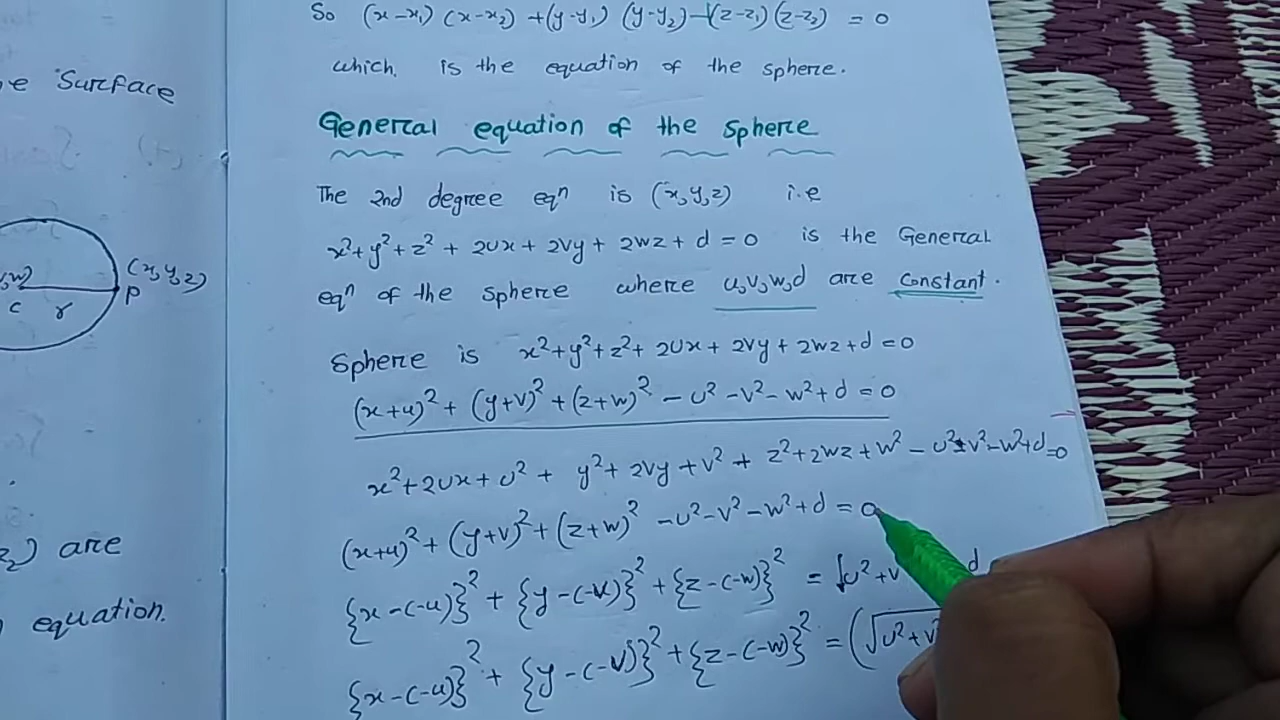 e Surface
(x, y, z)
, w)
c
r
P
z₂) are
equation.
So (x-x₁) (x-x₂) + (y-y₁) (y-y₂) + (z-z₁) (z-z₂) = 0
which is the equation of the sphere.
General equation of the sphere
The 2nd degree eqⁿ is (x, y, z) i.e
x²+y²+z² + 2ux + 2vy + 2wz + d = 0 is the General
eqⁿ of the sphere where u, v, w, d are constant.
Sphere is x²+y²+z²+ 2ux + 2vy + 2wz + d = 0
(x+u)² + (y+v)² + (z+w)² - u² - v² - w² + d = 0
x²+2ux+u² + y²+2vy+v² + z²+2wz+w² - u² - v² - w²+d=0
(x+u)² + (y+v)² + (z+w)² - u² - v² - w² + d = 0
{x-(-u)}² + {y-(-v)}² + {z-(-w)}² = √u²+v d
{x-(-u)}² + {y-(-v)}² + {z-(-w)}² = (√u²+v²